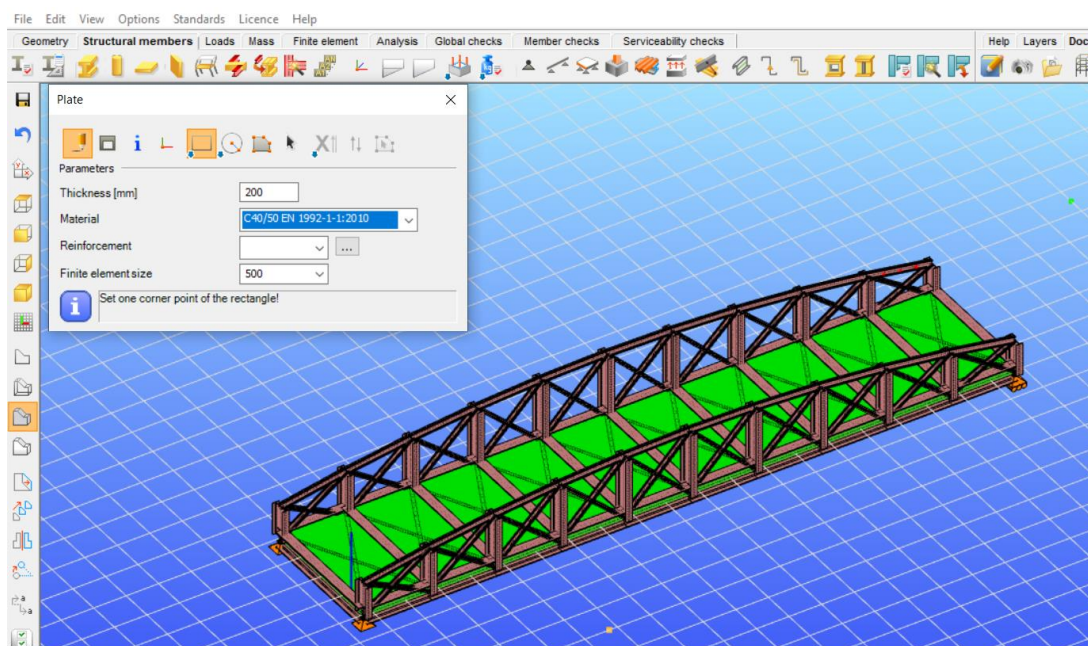 File Edit View Options Standards Licence Help
Geometry Structural members Loads Mass Finite element Analysis Global checks Member checks Serviceability checks Help Layers Doc
Plate
Parameters
Thickness [mm] 200
Material C40/50 EN 1992-1-1:2010
Reinforcement ...
Finite element size 500
Set one corner point of the rectangle!